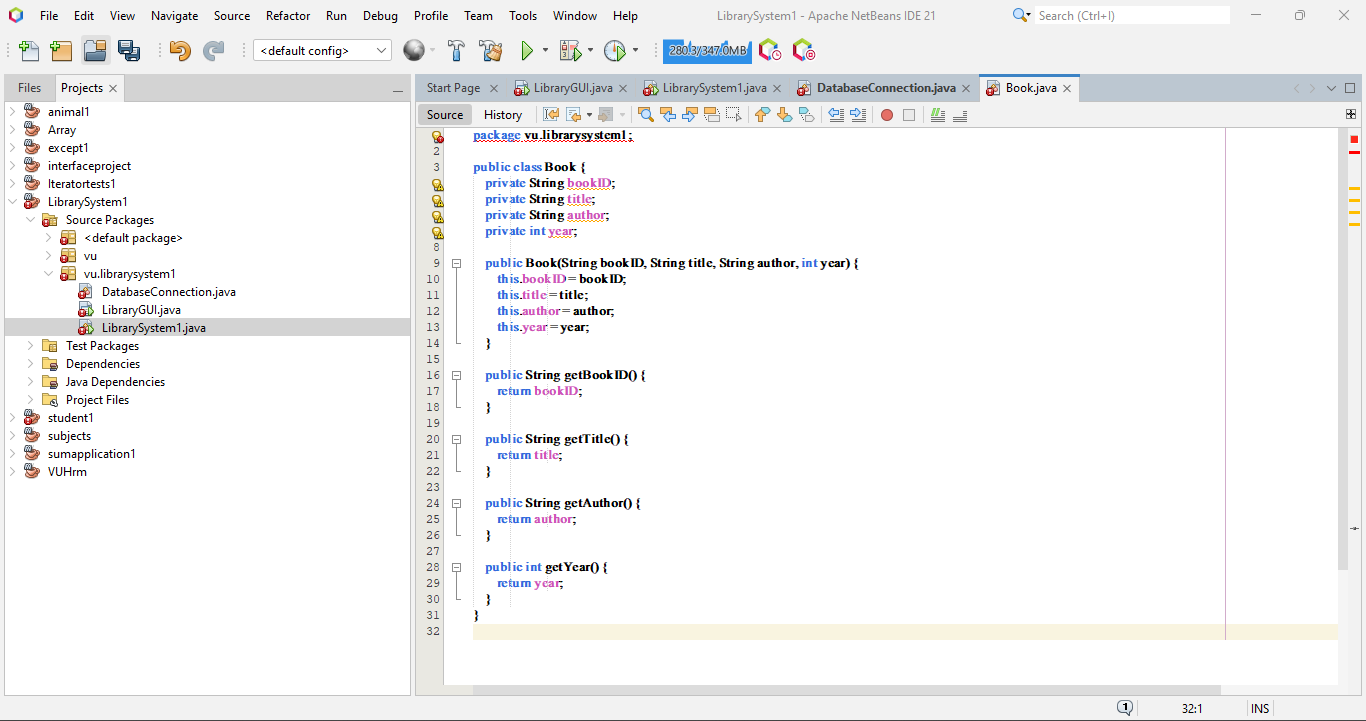 File Edit View Navigate Source Refactor Run Debug Profile Team Tools Window Help LibrarySystem1 - Apache NetBeans IDE 21 Search (Ctrl+I)
<default config> 280.3/347.0MB
Files Projects
animal1
Array
except1
interfaceproject
Iteratortests1
LibrarySystem1
Source Packages
<default package>
vu
vu.librarysystem1
DatabaseConnection.java
LibraryGUI.java
LibrarySystem1.java
Test Packages
Dependencies
Java Dependencies
Project Files
student1
subjects
sumapplication1
VUHrm
Start Page LibraryGUI.java LibrarySystem1.java DatabaseConnection.java Book.java
Source History
package vu.librarysystem1;
2
3 public class Book {
private String bookID;
private String title;
private String author;
private int year;
8
9 public Book(String bookID, String title, String author, int year) {
10 this.bookID = bookID;
11 this.title = title;
12 this.author = author;
13 this.year = year;
14 }
15
16 public String getBookID() {
17 return bookID;
18 }
19
20 public String getTitle() {
21 return title;
22 }
23
24 public String getAuthor() {
25 return author;
26 }
27
28 public int getYear() {
29 return year;
30 }
31 }
32
1 32:1 INS